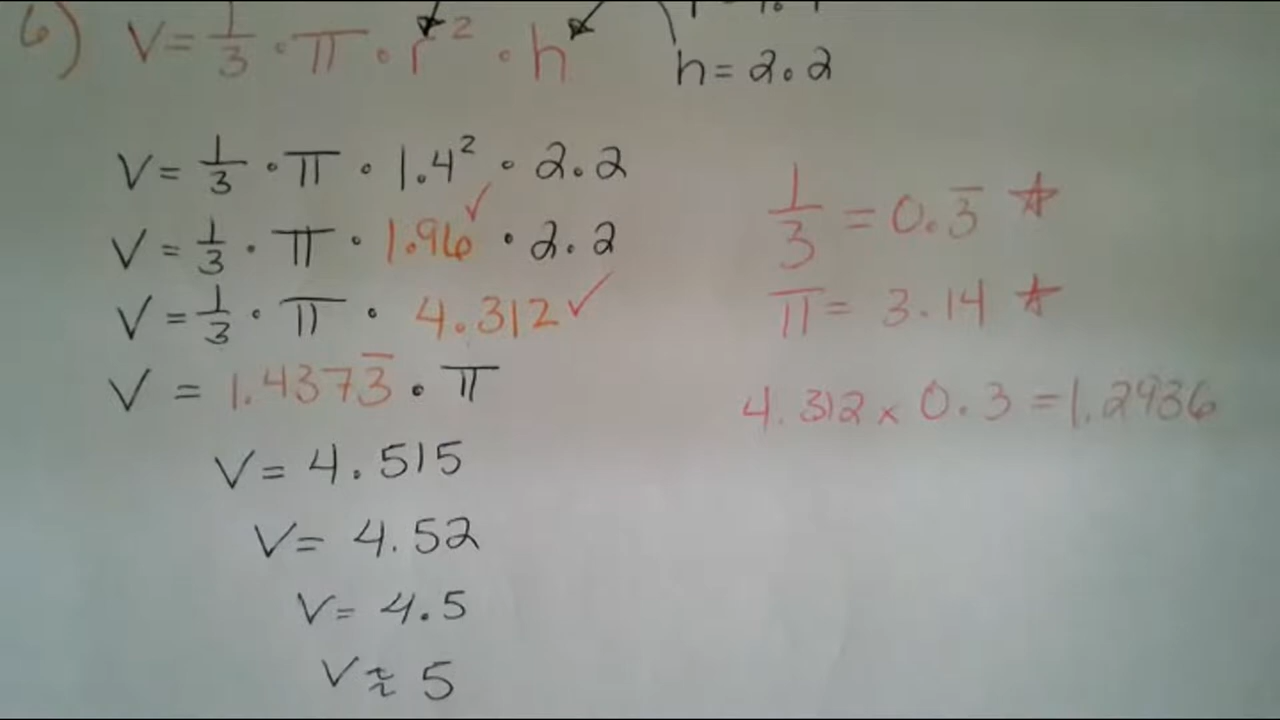 6) V = 1/3 · π · r² · h
h = 2.2
V = 1/3 · π · 1.4² · 2.2
V = 1/3 · π · 1.96 ✓ · 2.2
V = 1/3 · π · 4.312 ✓
V = 1.4373̅ · π
V = 4.515
V = 4.52
V = 4.5
V ≈ 5
1/3 = 0.3̅ ☆
π = 3.14 ☆
4.312 x 0.3 = 1.2936